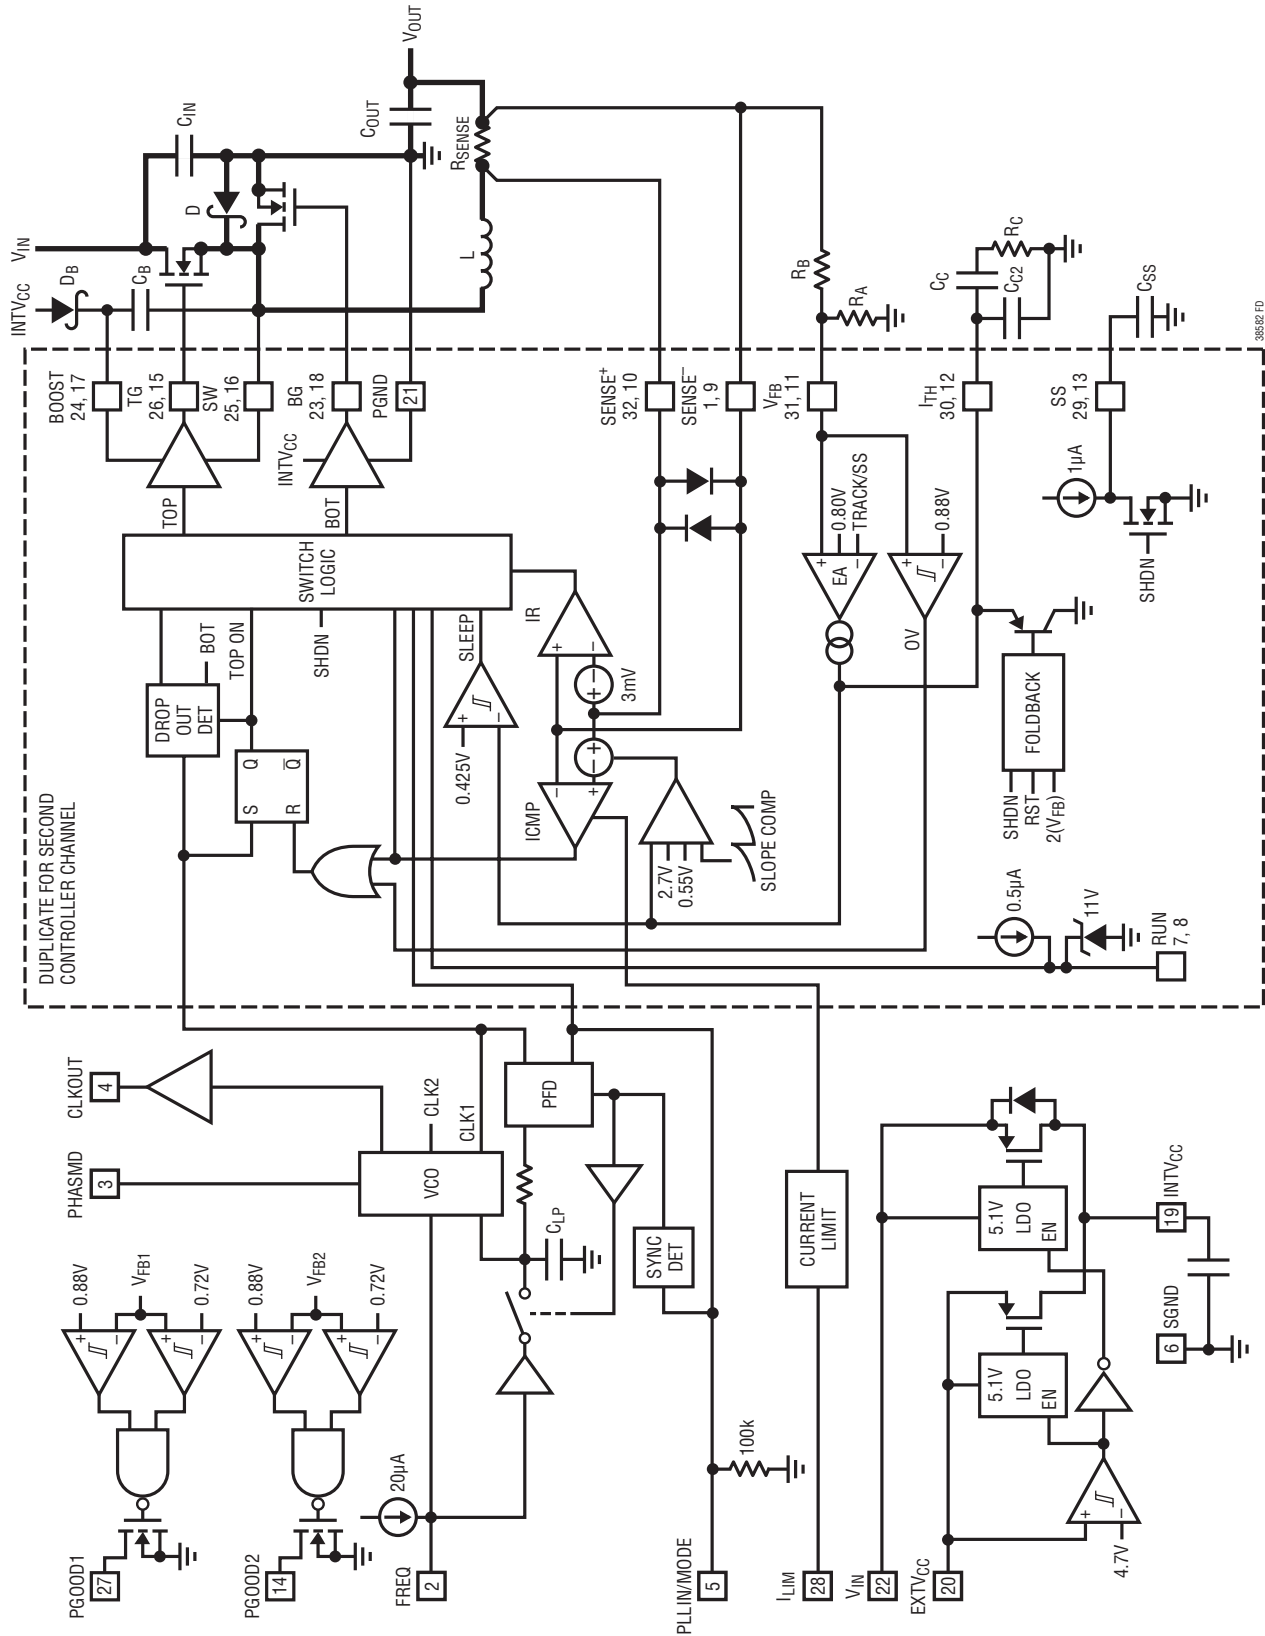 PGOOD1
27
0.88V
VFB1
0.72V
+
−
+
−
PGOOD2
14
0.88V
VFB2
0.72V
+
−
+
−
FREQ
2
20µA
PHASMD
3
CLKOUT
4
VCO
CLK2
CLK1
PFD
CLP
SYNC
DET
PLLIN/MODE
5
100k
ILIM
28
CURRENT
LIMIT
VIN
22
EXTVCC
20
4.7V
+
−
5.1V
LDO
EN
5.1V
LDO
EN
SGND
6
INTVCC
19
DUPLICATE FOR SECOND
CONTROLLER CHANNEL
DROP
OUT
DET
BOT
TOP ON
S
Q
R
Q
SHDN
SWITCH
LOGIC
TOP
BOT
INTVCC
SLEEP
0.425V
+
−
IR
+
−
3mV
− +
− +
ICMP
−
+
2.7V
0.55V
SLOPE COMP
EA
+
−
0.80V
TRACK/SS
OV
+
−
0.88V
RUN
7, 8
0.5µA
11V
FOLDBACK
SHDN
RST
2(VFB)
SHDN
1µA
BOOST
24, 17
TG
26, 15
SW
25, 16
BG
23, 18
PGND
21
SENSE+
32, 10
SENSE−
1, 9
VFB
31, 11
ITH
30, 12
SS
29, 13
INTVCC
DB
CB
VIN
CIN
D
COUT
VOUT
RSENSE
L
RB
RA
CC
CC2
RC
CSS
38582 FD